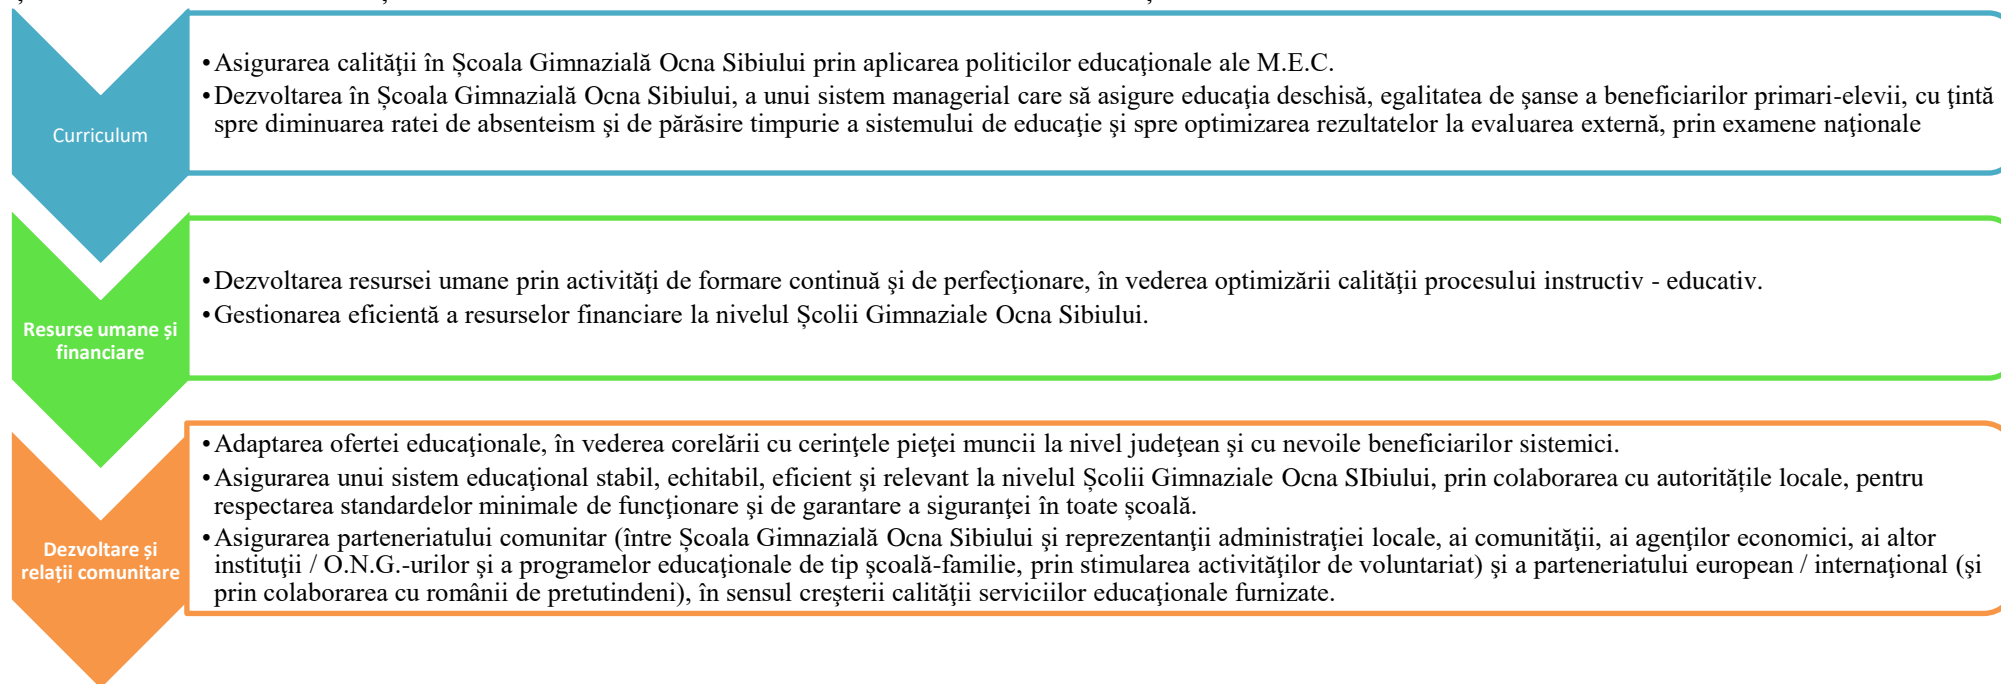 Curriculum
•Asigurarea calităţii în Școala Gimnazială Ocna Sibiului prin aplicarea politicilor educaţionale ale M.E.C.
•Dezvoltarea în Școala Gimnazială Ocna Sibiului, a unui sistem managerial care să asigure educaţia deschisă, egalitatea de şanse a beneficiarilor primari-elevii, cu ţintă
spre diminuarea ratei de absenteism şi de părăsire timpurie a sistemului de educaţie şi spre optimizarea rezultatelor la evaluarea externă, prin examene naţionale
Resurse umane și
financiare
•Dezvoltarea resursei umane prin activităţi de formare continuă şi de perfecţionare, în vederea optimizării calităţii procesului instructiv - educativ.
•Gestionarea eficientă a resurselor financiare la nivelul Școlii Gimnaziale Ocna Sibiului.
Dezvoltare și
relații comunitare
•Adaptarea ofertei educaţionale, în vederea corelării cu cerinţele pieţei muncii la nivel judeţean şi cu nevoile beneficiarilor sistemici.
•Asigurarea unui sistem educaţional stabil, echitabil, eficient şi relevant la nivelul Școlii Gimnaziale Ocna SIbiului, prin colaborarea cu autoritățile locale, pentru
respectarea standardelor minimale de funcţionare şi de garantare a siguranţei în toate școală.
•Asigurarea parteneriatului comunitar (între Școala Gimnazială Ocna Sibiului şi reprezentanţii administraţiei locale, ai comunităţii, ai agenţilor economici, ai altor
instituţii / O.N.G.-urilor şi a programelor educaţionale de tip şcoală-familie, prin stimularea activităţilor de voluntariat) şi a parteneriatului european / internaţional (şi
prin colaborarea cu românii de pretutindeni), în sensul creşterii calităţii serviciilor educaţionale furnizate.